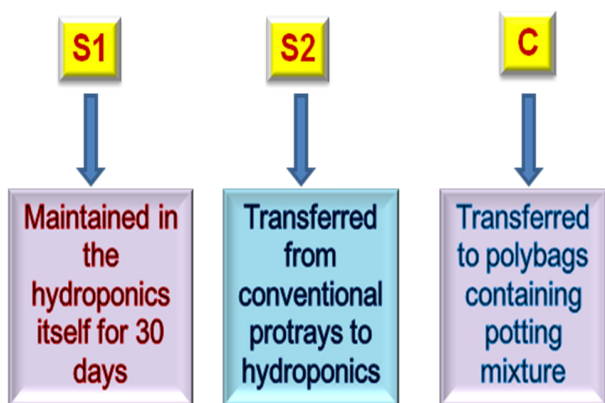 S1
S2
C
Maintained in
the
hydroponics
itself for 30
days
Transferred
from
conventional
protrays to
hydroponics
Transferred
to polybags
containing
potting
mixture